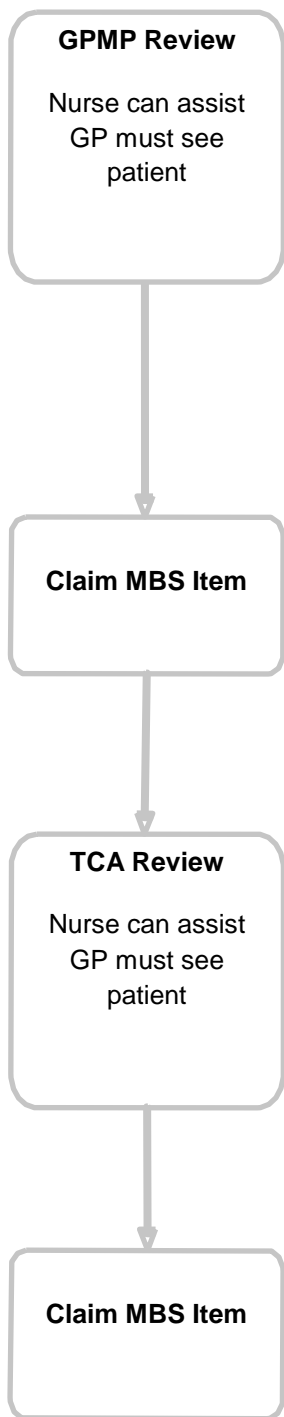 GPMP Review
Nurse can assist
GP must see
patient
Claim MBS Item
TCA Review
Nurse can assist
GP must see
patient
Claim MBS Item